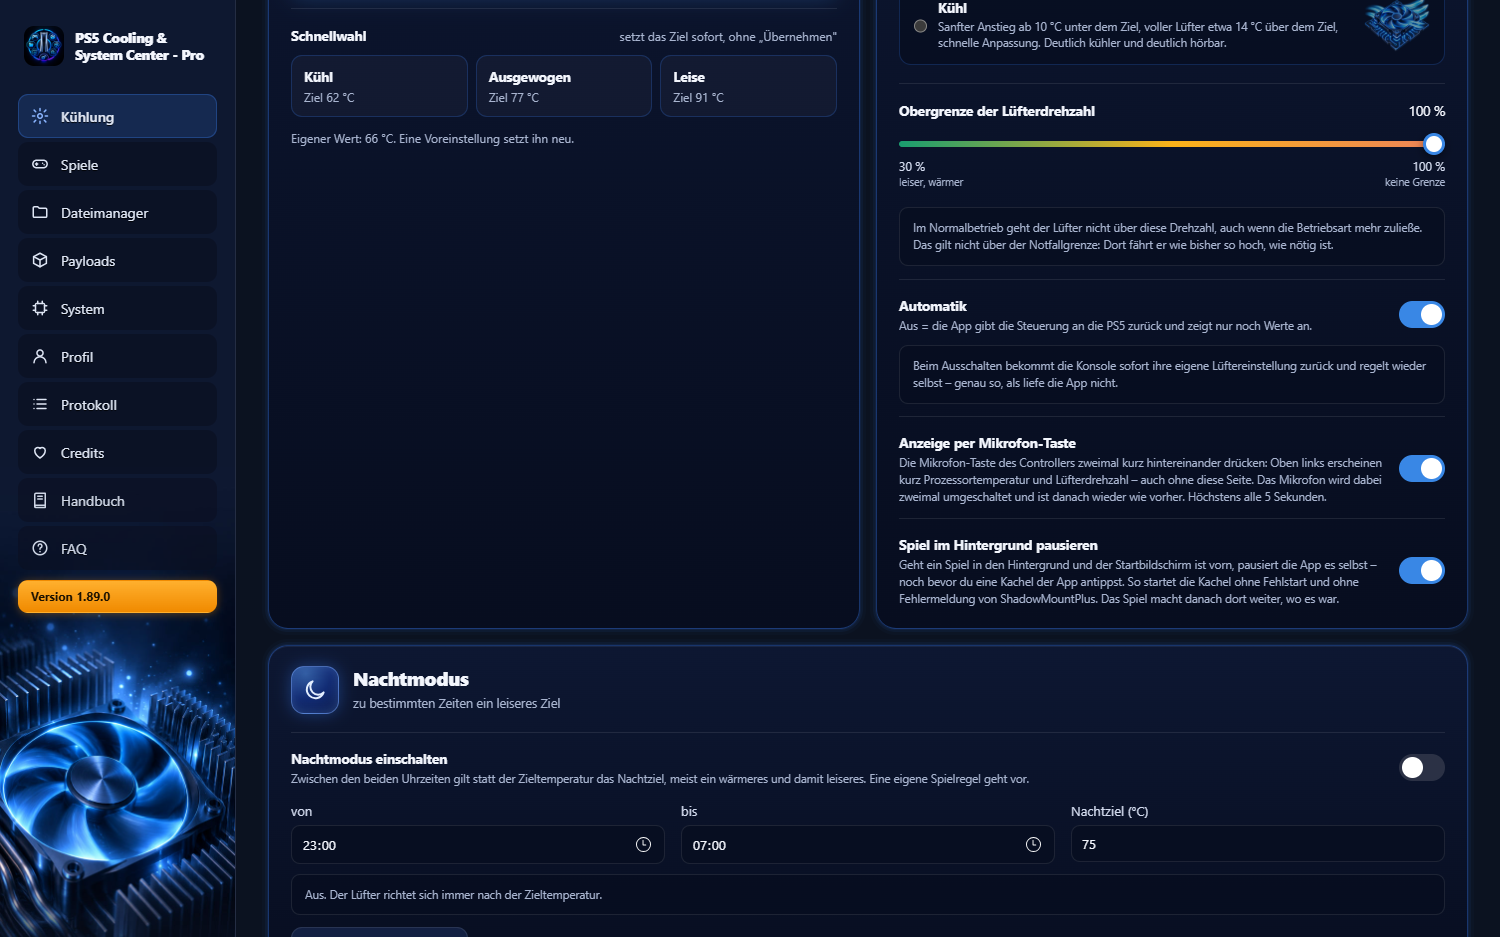 PS5 Cooling &
System Center - Pro
Kühlung
Spiele
Dateimanager
Payloads
System
Profil
Protokoll
Credits
Handbuch
FAQ
Version 1.89.0
Schnellwahl
setzt das Ziel sofort, ohne „Übernehmen“
Kühl
Ziel 62 °C
Ausgewogen
Ziel 77 °C
Leise
Ziel 91 °C
Eigener Wert: 66 °C. Eine Voreinstellung setzt ihn neu.
Kühl
Sanfter Anstieg ab 10 °C unter dem Ziel, voller Lüfter etwa 14 °C über dem Ziel,
schnelle Anpassung. Deutlich kühler und deutlich hörbar.
Obergrenze der Lüfterdrehzahl
100 %
30 %
100 %
leiser, wärmer
keine Grenze
Im Normalbetrieb geht der Lüfter nicht über diese Drehzahl, auch wenn die Betriebsart mehr zuließe.
Das gilt nicht über der Notfallgrenze: Dort fährt er wie bisher so hoch, wie nötig ist.
Automatik
Aus = die App gibt die Steuerung an die PS5 zurück und zeigt nur noch Werte an.
Beim Ausschalten bekommt die Konsole sofort ihre eigene Lüftereinstellung zurück und regelt wieder
selbst – genau so, als liefe die App nicht.
Anzeige per Mikrofon-Taste
Die Mikrofon-Taste des Controllers zweimal kurz hintereinander drücken: Oben links erscheinen
kurz Prozessortemperatur und Lüfterdrehzahl – auch ohne diese Seite. Das Mikrofon wird dabei
zweimal umgeschaltet und ist danach wieder wie vorher. Höchstens alle 5 Sekunden.
Spiel im Hintergrund pausieren
Geht ein Spiel in den Hintergrund und der Startbildschirm ist vorn, pausiert die App es selbst –
noch bevor du eine Kachel der App antippst. So startet die Kachel ohne Fehlstart und ohne
Fehlermeldung von ShadowMountPlus. Das Spiel macht danach dort weiter, wo es war.
Nachtmodus
zu bestimmten Zeiten ein leiseres Ziel
Nachtmodus einschalten
Zwischen den beiden Uhrzeiten gilt statt der Zieltemperatur das Nachtziel, meist ein wärmeres und damit leiseres. Eine eigene Spielregel geht vor.
von
bis
Nachtziel (°C)
23:00
07:00
75
Aus. Der Lüfter richtet sich immer nach der Zieltemperatur.